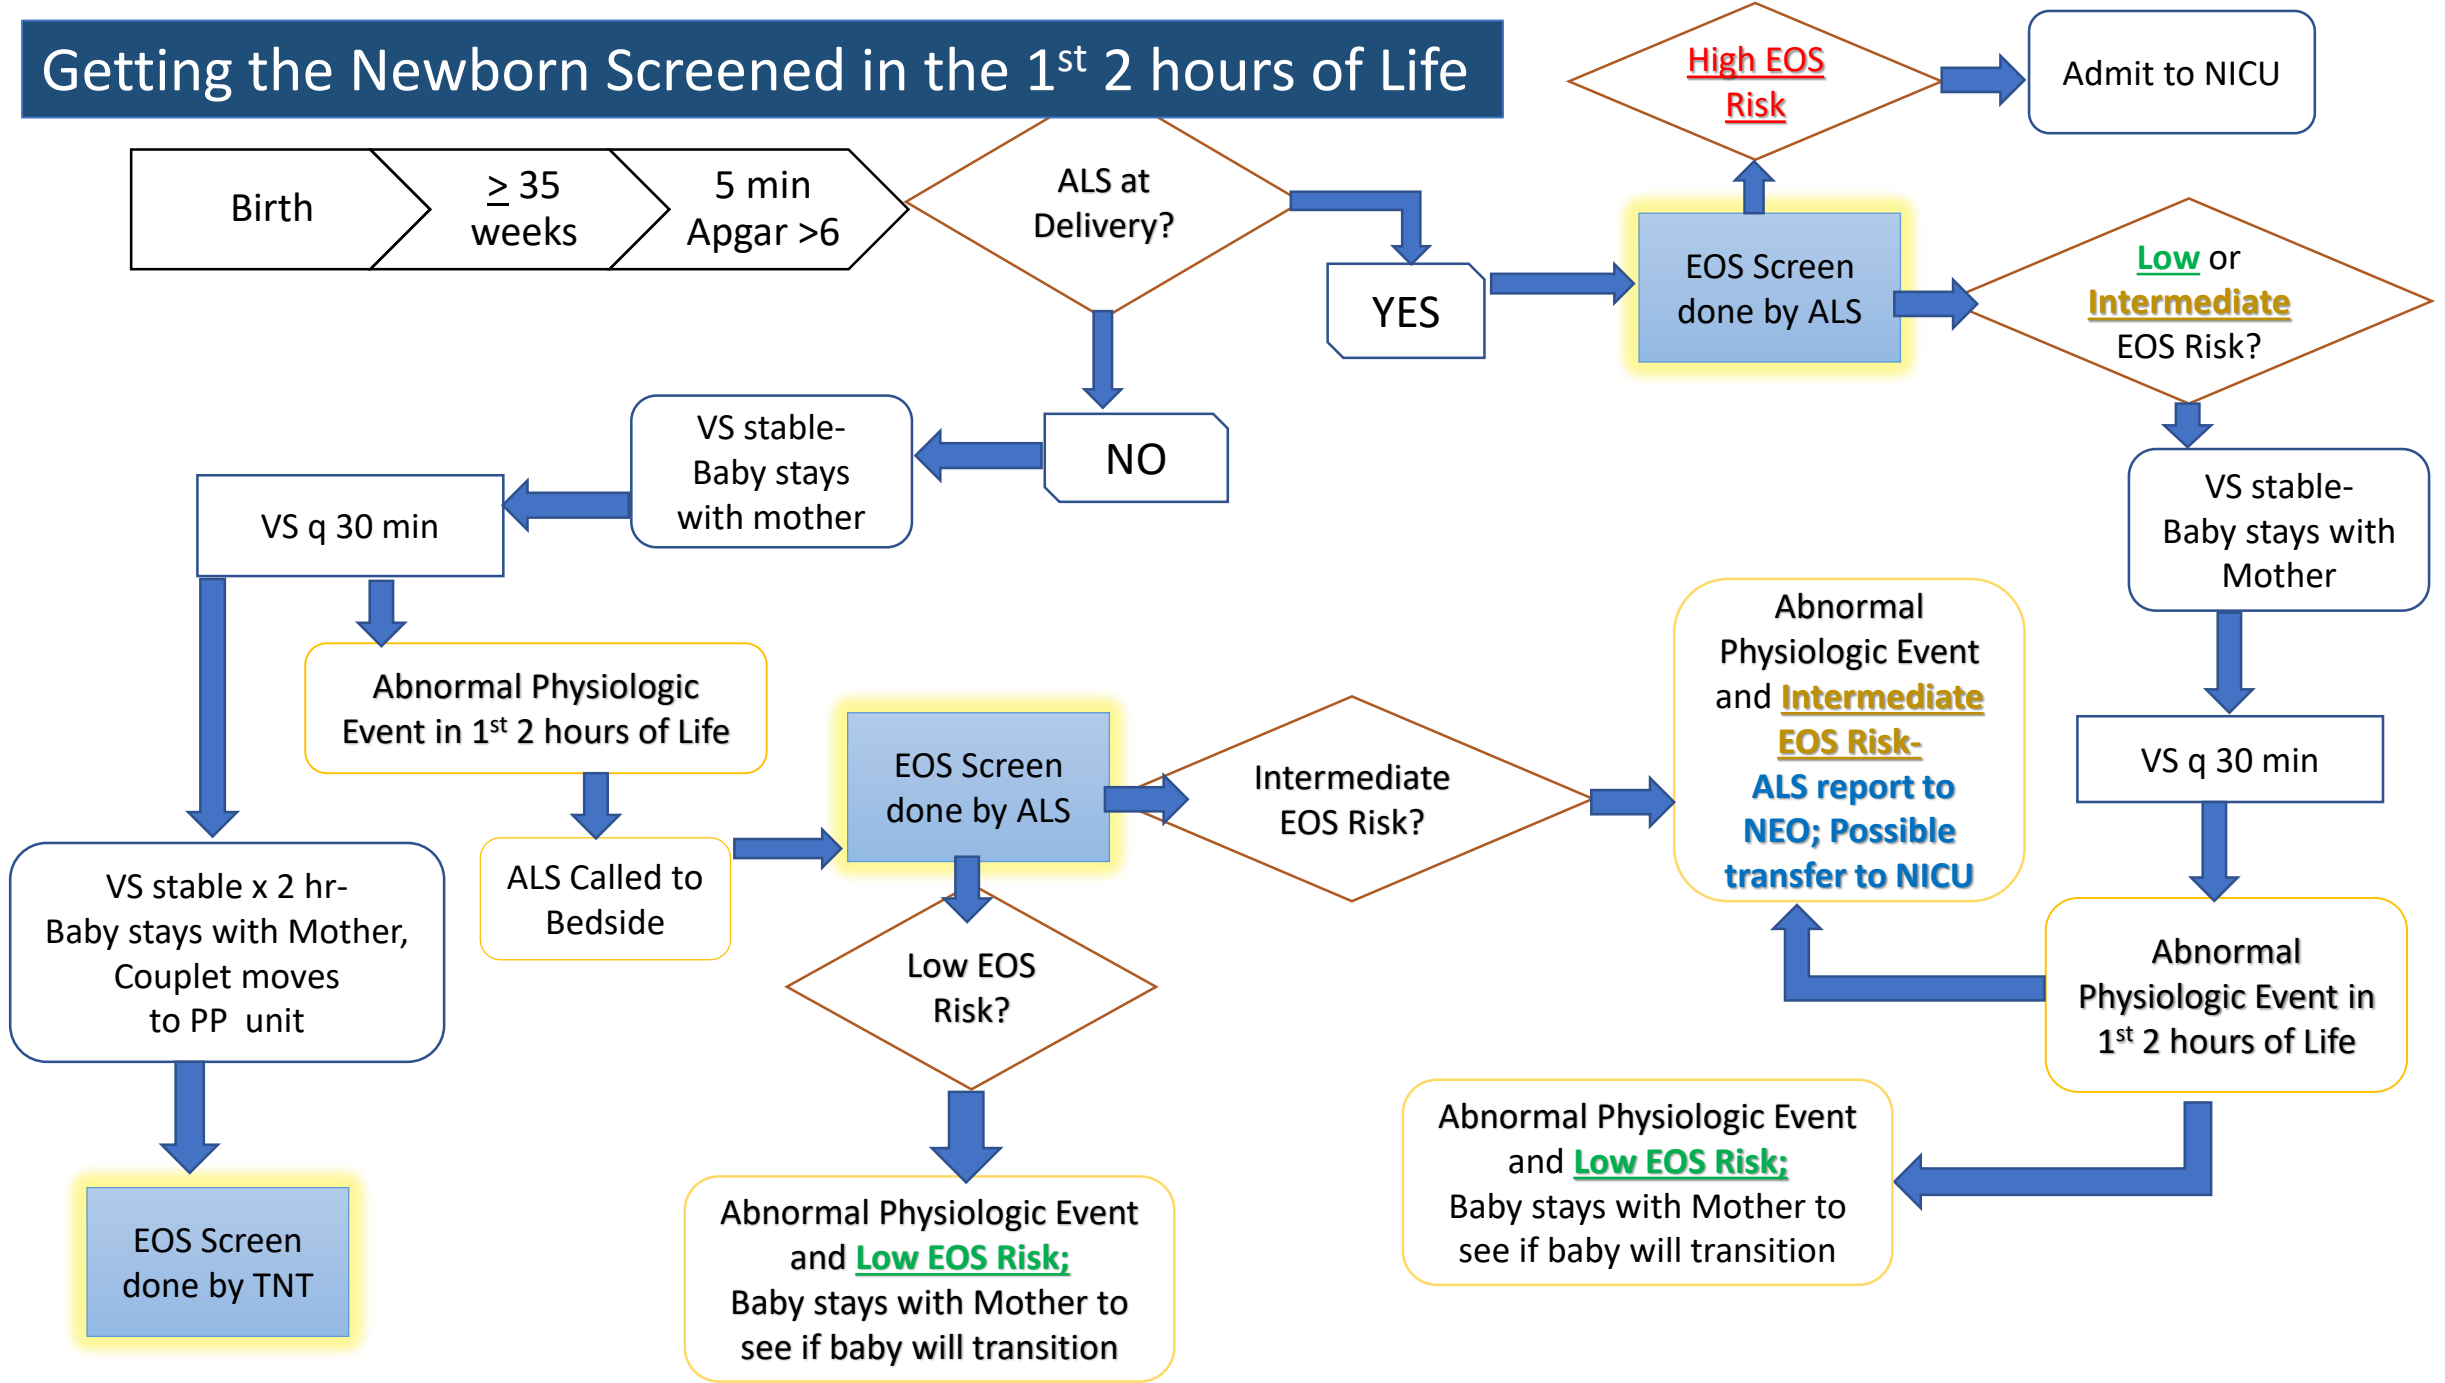 Getting the Newborn Screened in the 1st 2 hours of Life
High EOS
Risk
Admit to NICU
Birth
≥ 35
weeks
5 min
Apgar >6
ALS at
Delivery?
YES
EOS Screen
done by ALS
Low or
Intermediate
EOS Risk?
NO
VS stable-
Baby stays
with mother
VS q 30 min
VS stable-
Baby stays with
Mother
VS q 30 min
Abnormal Physiologic
Event in 1st 2 hours of Life
ALS Called to
Bedside
EOS Screen
done by ALS
Intermediate
EOS Risk?
Abnormal
Physiologic Event
and Intermediate
EOS Risk-
ALS report to
NEO; Possible
transfer to NICU
Abnormal
Physiologic Event in
1st 2 hours of Life
VS stable x 2 hr-
Baby stays with Mother,
Couplet moves
to PP unit
Low EOS
Risk?
EOS Screen
done by TNT
Abnormal Physiologic Event
and Low EOS Risk;
Baby stays with Mother to
see if baby will transition
Abnormal Physiologic Event
and Low EOS Risk;
Baby stays with Mother to
see if baby will transition